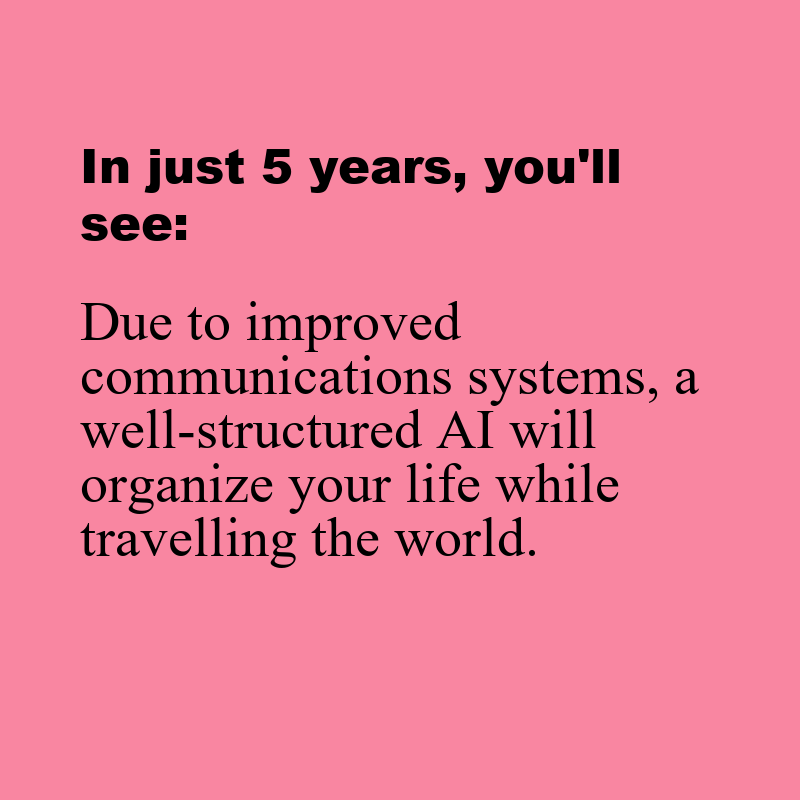 In just 5 years, you'll
see:
Due to improved
communications systems, a
well-structured AI will
organize your life while
travelling the world.